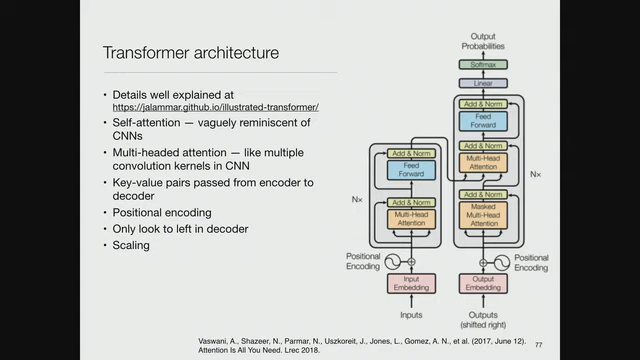 Transformer architecture
• Details well explained at
https://jalammar.github.io/illustrated-transformer/
• Self-attention — vaguely reminiscent of
CNNs
• Multi-headed attention — like multiple
convolution kernels in CNN
• Key-value pairs passed from encoder to
decoder
• Positional encoding
• Only look to left in decoder
• Scaling
Output
Probabilities
Softmax
Linear
Add & Norm
Feed
Forward
Add & Norm
Multi-Head
Attention
Add & Norm
Feed
Forward
N×
Add & Norm
Masked
Multi-Head
Attention
N×
Add & Norm
Multi-Head
Attention
Positional
Encoding
Positional
Encoding
Input
Embedding
Output
Embedding
Inputs
Outputs
(shifted right)
Vaswani, A., Shazeer, N., Parmar, N., Uszkoreit, J., Jones, L., Gomez, A. N., et al. (2017, June 12).
Attention Is All You Need. Lrec 2018.
77